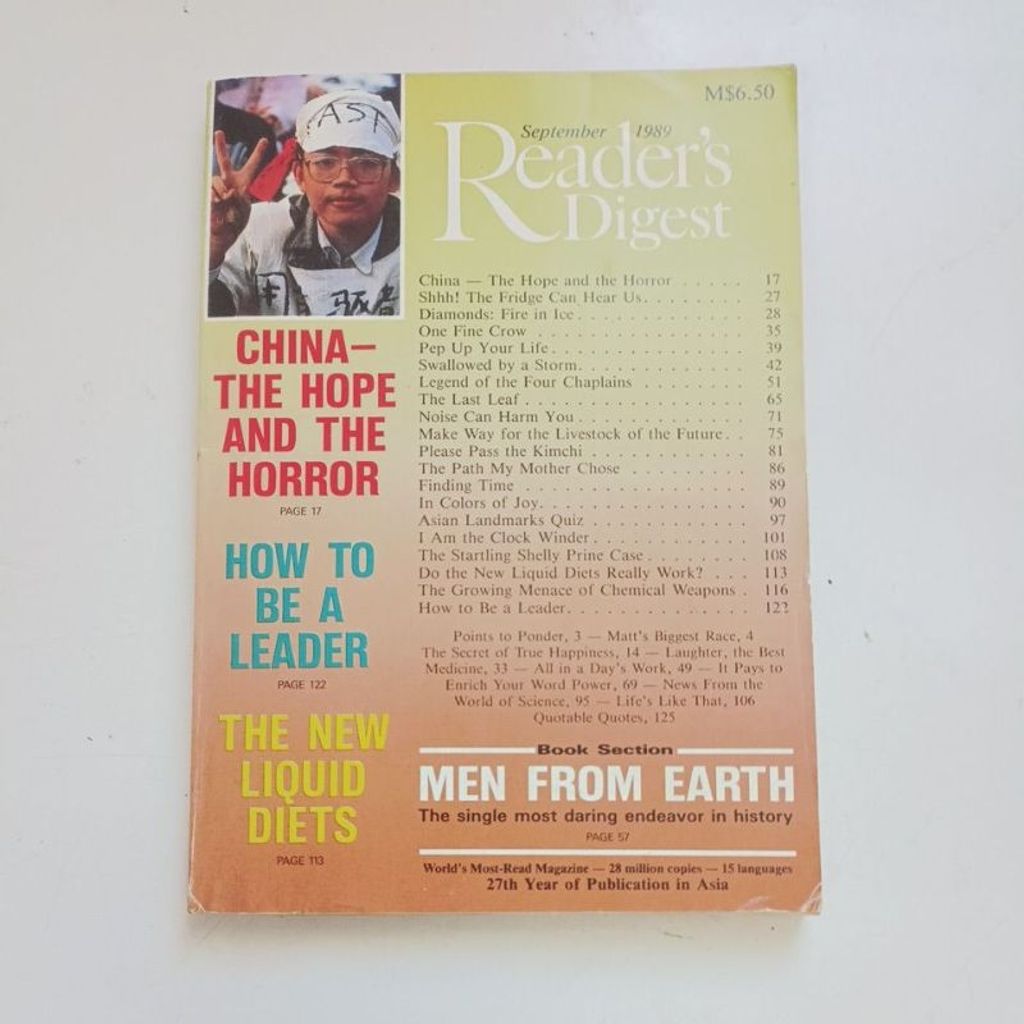 M$6.50
September 1989
Reader's
Digest
FAST
CHINA—
THE HOPE
AND THE
HORROR
PAGE 17
HOW TO
BE A
LEADER
PAGE 122
THE NEW
LIQUID
DIETS
PAGE 113
China — The Hope and the Horror . . . . . 17
Shhh! The Fridge Can Hear Us. . . . . . . 27
Diamonds: Fire in Ice. . . . . . . . . . . . 28
One Fine Crow . . . . . . . . . . . . . . 35
Pep Up Your Life. . . . . . . . . . . . . 39
Swallowed by a Storm. . . . . . . . . . . 42
Legend of the Four Chaplains . . . . . . . 51
The Last Leaf . . . . . . . . . . . . . . . 65
Noise Can Harm You . . . . . . . . . . . 71
Make Way for the Livestock of the Future. . 75
Please Pass the Kimchi . . . . . . . . . . 81
The Path My Mother Chose . . . . . . . . 86
Finding Time . . . . . . . . . . . . . . . 89
In Colors of Joy. . . . . . . . . . . . . . 90
Asian Landmarks Quiz . . . . . . . . . . 97
I Am the Clock Winder . . . . . . . . . . 101
The Startling Shelly Prine Case . . . . . . . 108
Do the New Liquid Diets Really Work? . . . 113
The Growing Menace of Chemical Weapons . 116
How to Be a Leader. . . . . . . . . . . . 122
Points to Ponder, 3 — Matt's Biggest Race, 4
The Secret of True Happiness, 14 — Laughter, the Best
Medicine, 33 — All in a Day's Work, 49 — It Pays to
Enrich Your Word Power, 69 — News From the
World of Science, 95 — Life's Like That, 106
Quotable Quotes, 125
Book Section
MEN FROM EARTH
The single most daring endeavor in history
PAGE 57
World's Most-Read Magazine — 28 million copies — 15 languages
27th Year of Publication in Asia